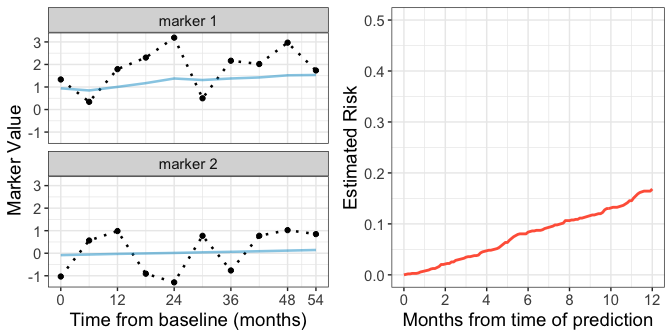 marker 1
3
2
1
0
-1
marker 2
3
2
1
0
-1
0 12 24 36 48 54
Time from baseline (months)
Marker Value
0.5
0.4
0.3
0.2
0.1
0.0
0 2 4 6 8 10 12
Months from time of prediction
Estimated Risk